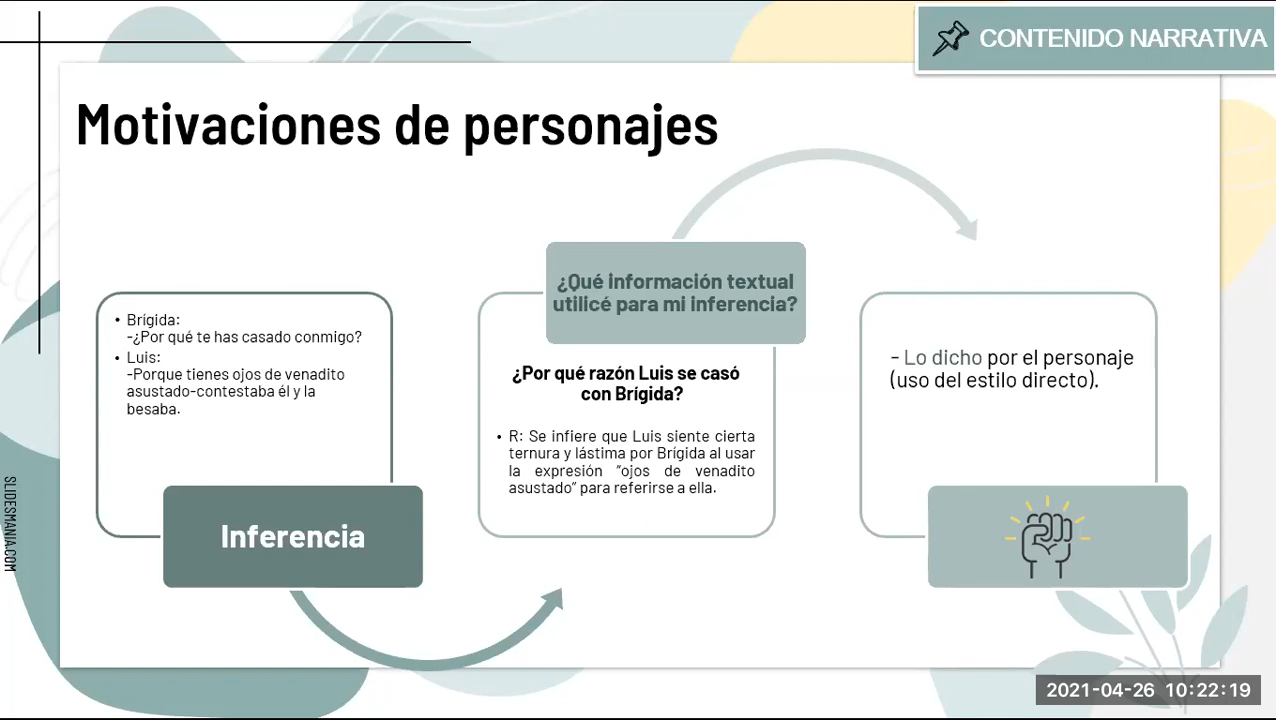 CONTENIDO NARRATIVA
Motivaciones de personajes
• Brígida:
-¿Por qué te has casado conmigo?
• Luis:
-Porque tienes ojos de venadito
asustado-contestaba él y la
besaba.
Inferencia
¿Qué información textual
utilicé para mi inferencia?
¿Por qué razón Luis se casó
con Brígida?
• R: Se infiere que Luis siente cierta
ternura y lástima por Brígida al usar
la expresión "ojos de venadito
asustado" para referirse a ella.
- Lo dicho por el personaje
(uso del estilo directo).
SLIDESMANIA.COM
2021-04-26 10:22:19